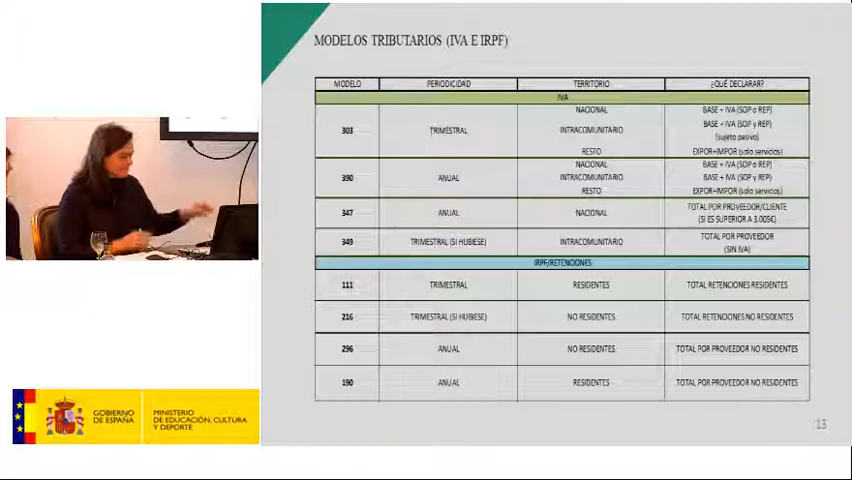 MODELOS TRIBUTARIOS (IVA E IRPF)
MODELO PERIODICIDAD TERRITORIO ¿QUÉ DECLARAR?
IVA
303 TRIMESTRAL
NACIONAL BASE + IVA (SOP o REP)
INTRACOMUNITARIO BASE + IVA (SOP y REP)
(sujeto pasivo)
RESTO EXPOR+IMPOR (solo servicios)
390 ANUAL
NACIONAL BASE + IVA (SOP o REP)
INTRACOMUNITARIO BASE + IVA (SOP y REP)
RESTO EXPOR+IMPOR (solo servicios)
347 ANUAL NACIONAL TOTAL POR PROVEEDOR/CLIENTE
(SI ES SUPERIOR A 3.005€)
349 TRIMESTRAL (SI HUBIESE) INTRACOMUNITARIO TOTAL POR PROVEEDOR
(SIN IVA)
IRPF/RETENCIONES
111 TRIMESTRAL RESIDENTES TOTAL RETENCIONES RESIDENTES
216 TRIMESTRAL (SI HUBIESE) NO RESIDENTES TOTAL RETENCIONES NO RESIDENTES
296 ANUAL NO RESIDENTES TOTAL POR PROVEEDOR NO RESIDENTES
190 ANUAL RESIDENTES TOTAL POR PROVEEDOR NO RESIDENTES
13
GOBIERNO
DE ESPAÑA
MINISTERIO
DE EDUCACIÓN, CULTURA
Y DEPORTE